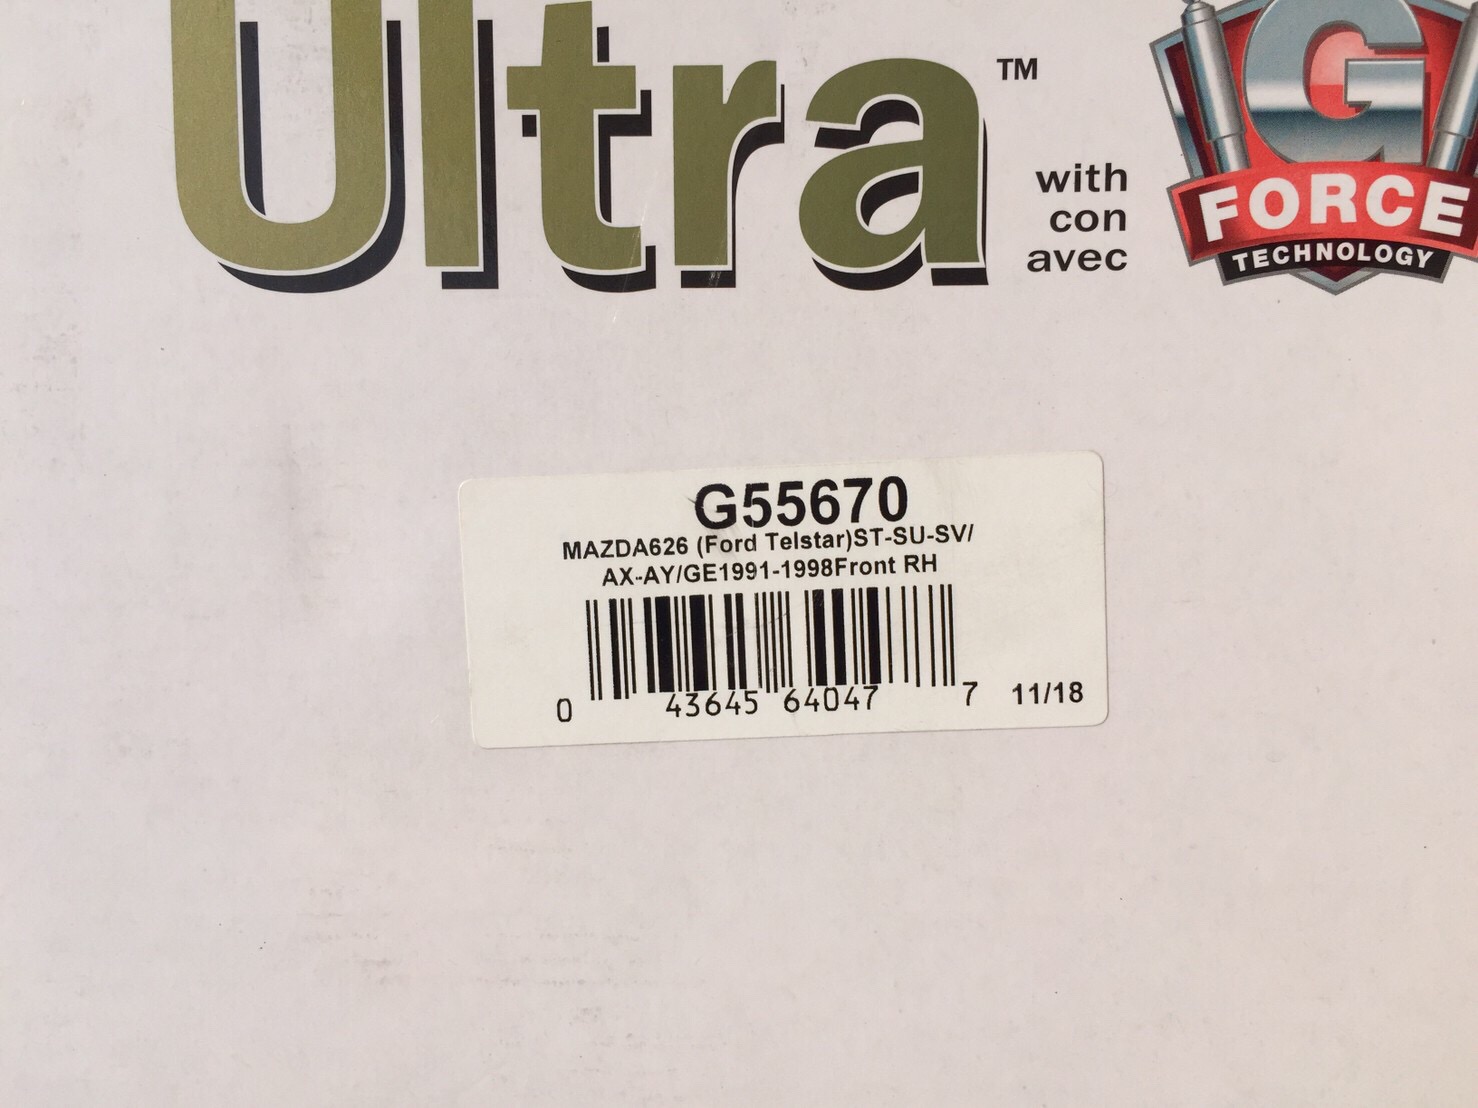 Ultra™
with
con
avec
G
FORCE
TECHNOLOGY
G55670
MAZDA626 (Ford Telstar)ST-SU-SV/
AX-AY/GE1991-1998Front RH
0 43645 64047 7 11/18